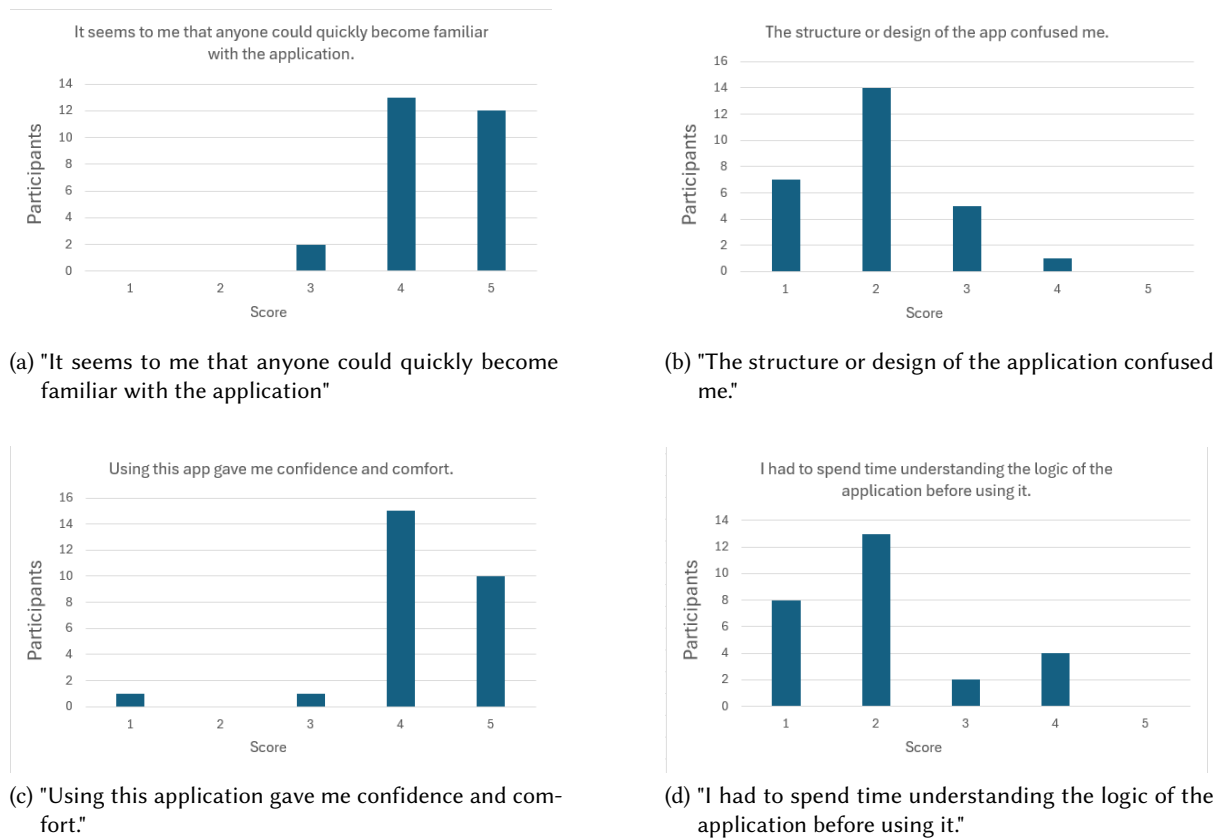 It seems to me that anyone could quickly become familiar
with the application.
14
12
10
8
6
4
2
0
Participants
1 2 3 4 5
Score
(a) "It seems to me that anyone could quickly become
familiar with the application"
The structure or design of the app confused me.
16
14
12
10
8
6
4
2
0
Participants
1 2 3 4 5
Score
(b) "The structure or design of the application confused
me."
Using this app gave me confidence and comfort.
16
14
12
10
8
6
4
2
0
Participants
1 2 3 4 5
Score
(c) "Using this application gave me confidence and com-
fort."
I had to spend time understanding the logic of the
application before using it.
14
12
10
8
6
4
2
0
Participants
1 2 3 4 5
Score
(d) "I had to spend time understanding the logic of the
application before using it."